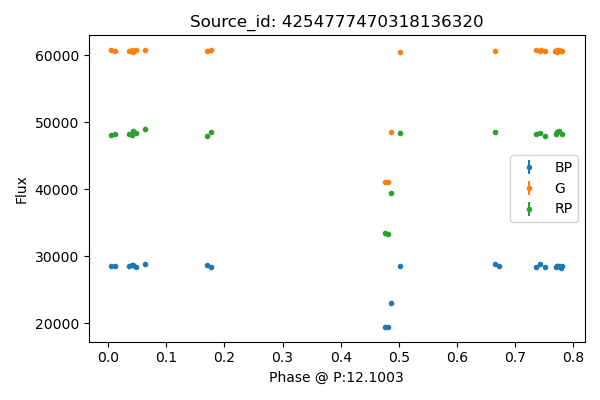 Source_id: 4254777470318136320
Flux
60000
50000
40000
30000
20000
BP
G
RP
0.0 0.1 0.2 0.3 0.4 0.5 0.6 0.7 0.8
Phase @ P:12.1003